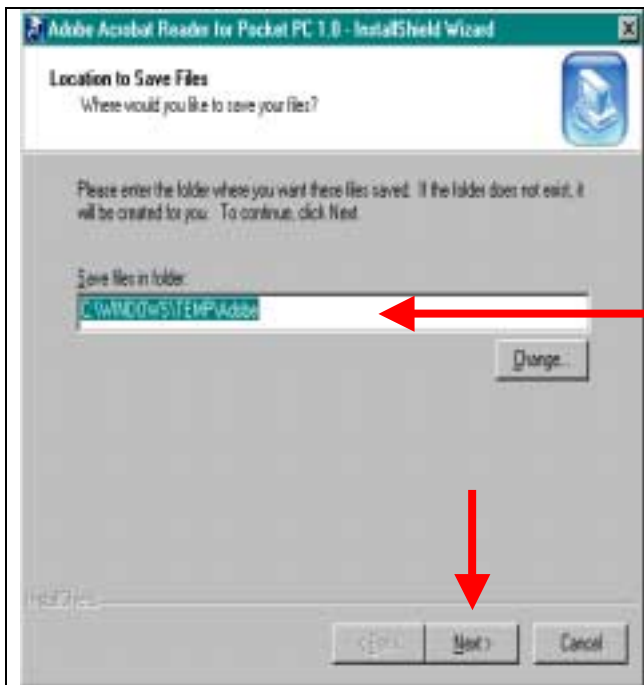 Adobe Acrobat Reader for Pocket PC 1.0 - InstallShield Wizard
Location to Save Files
Where would you like to save your files?
Please enter the folder where you want these files saved. If the folder does not exist, it
will be created for you. To continue, click Next.
Save files in folder:
C:\WINDOWS\TEMP\Adobe
Change...
InstallShield
< Back
Next >
Cancel